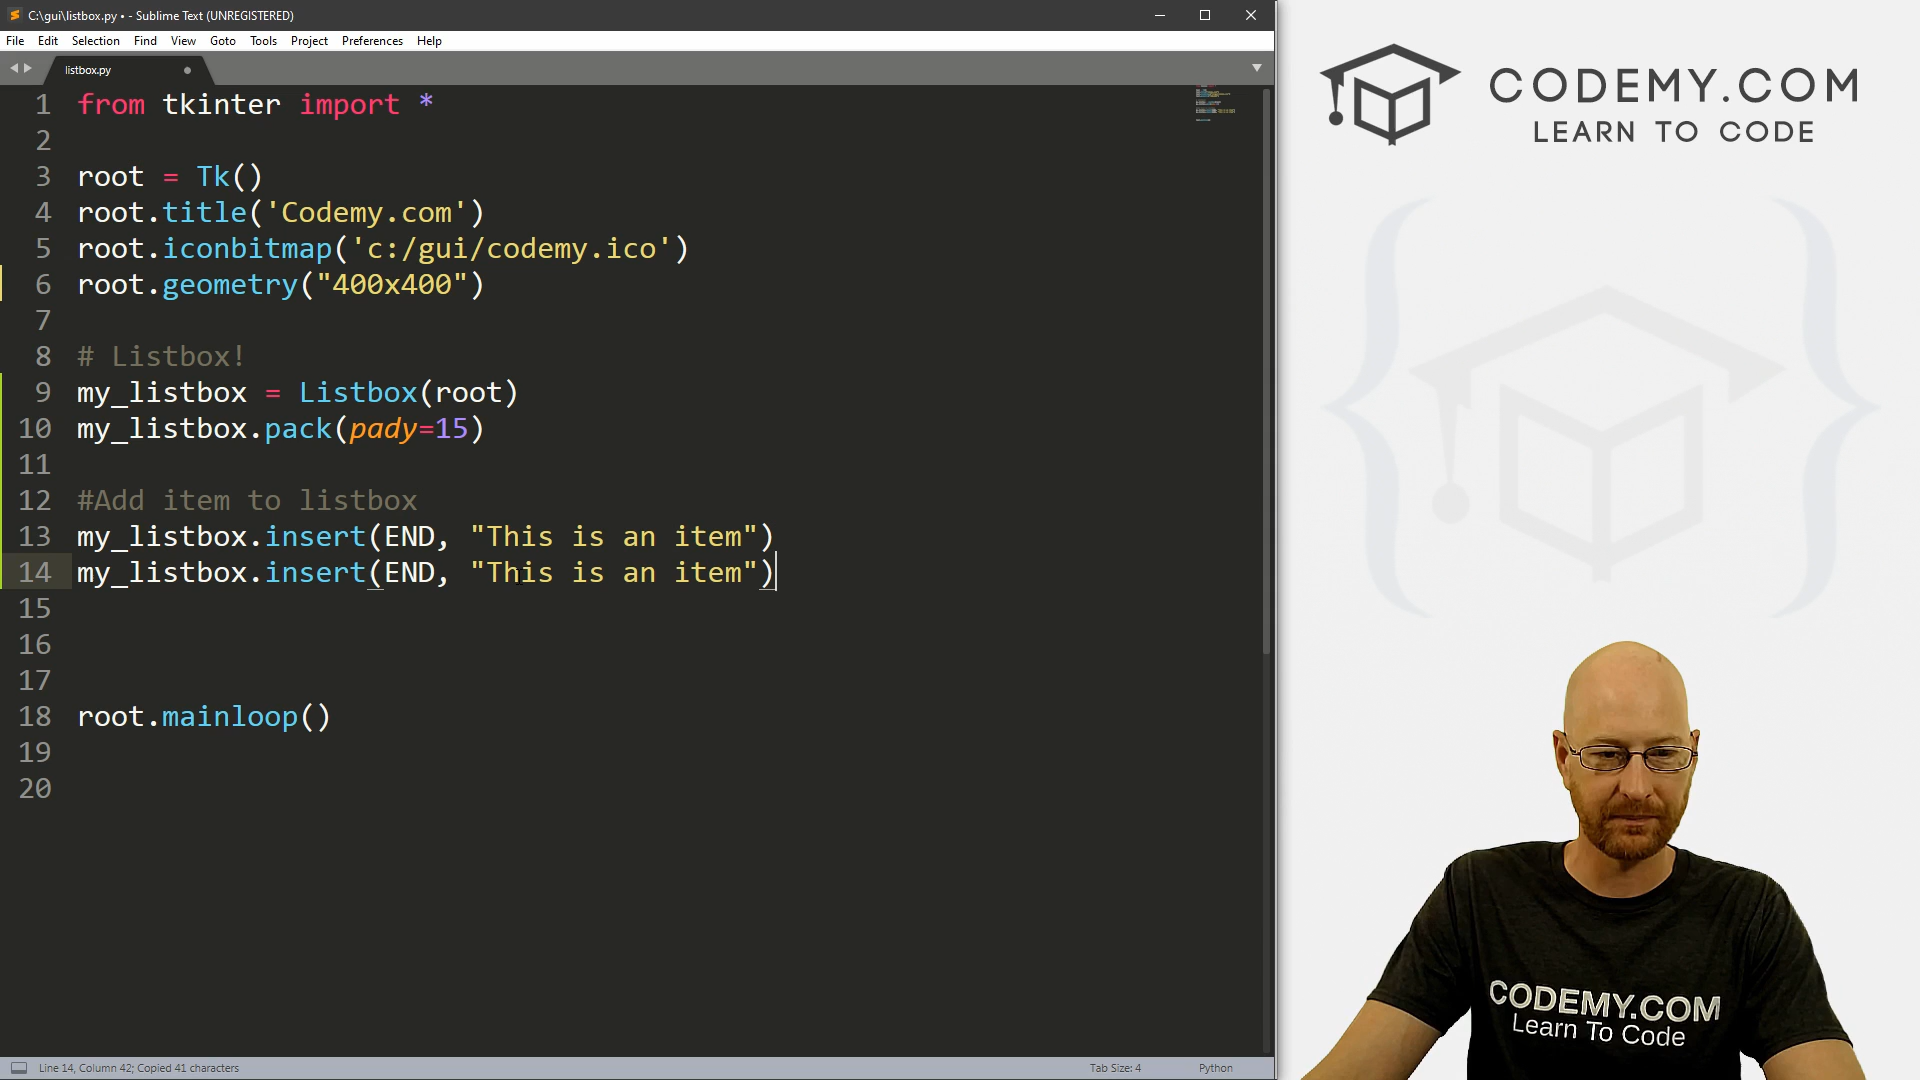 C:\gui\listbox.py • - Sublime Text (UNREGISTERED)
File Edit Selection Find View Goto Tools Project Preferences Help
listbox.py
1 from tkinter import *
2
3 root = Tk()
4 root.title('Codemy.com')
5 root.iconbitmap('c:/gui/codemy.ico')
6 root.geometry("400x400")
7
8 # Listbox!
9 my_listbox = Listbox(root)
10 my_listbox.pack(pady=15)
11
12 #Add item to listbox
13 my_listbox.insert(END, "This is an item")
14 my_listbox.insert(END, "This is an item")
15
16
17
18 root.mainloop()
19
20
Line 14, Column 42; Copied 41 characters
Tab Size: 4
Python
CODEMY.COM
LEARN TO CODE
CODEMY.COM
Learn To Code